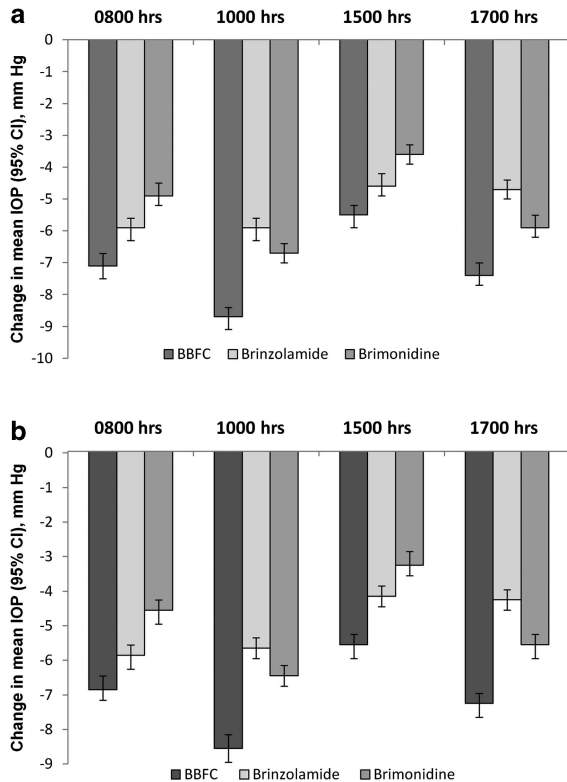 a
0800 hrs 1000 hrs 1500 hrs 1700 hrs
Change in mean IOP (95% CI), mm Hg
0
-1
-2
-3
-4
-5
-6
-7
-8
-9
-10
BBFC Brinzolamide Brimonidine
b
0800 hrs 1000 hrs 1500 hrs 1700 hrs
Change in mean IOP (95% CI), mm Hg
0
-1
-2
-3
-4
-5
-6
-7
-8
-9
BBFC Brinzolamide Brimonidine